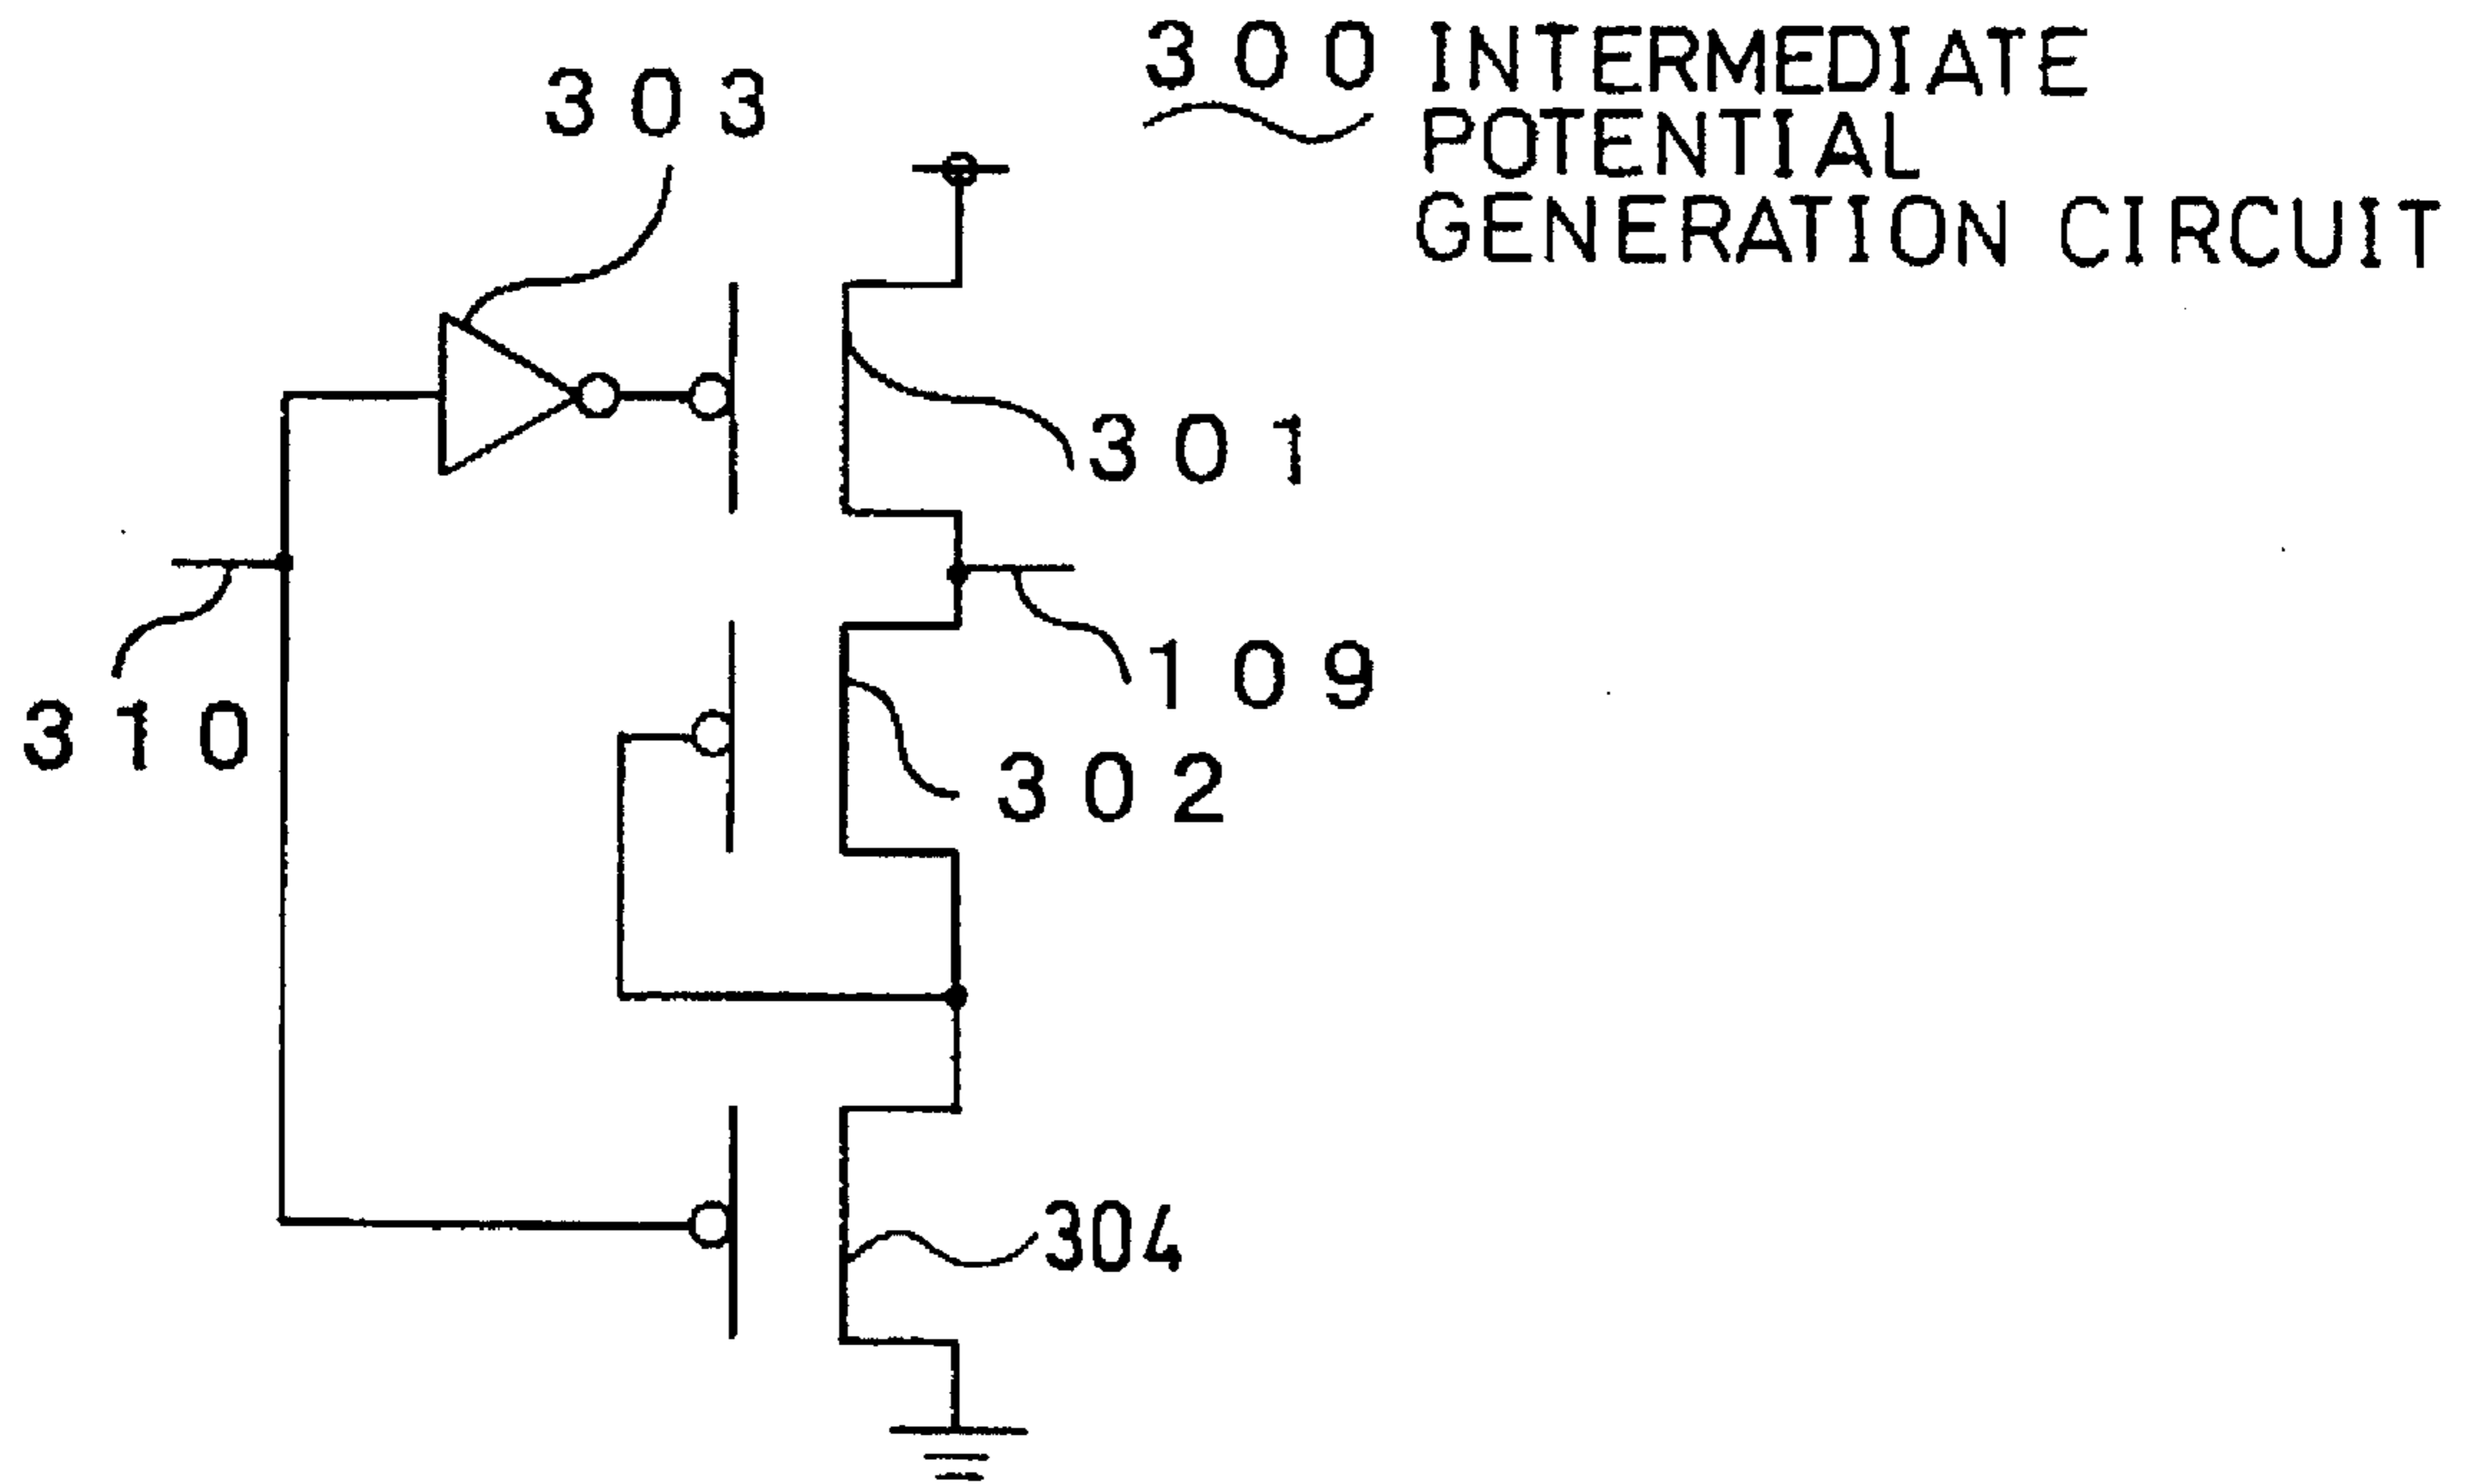 300 INTERMEDIATE
POTENTIAL
GENERATION CIRCUIT
303
301
109
310
302
304